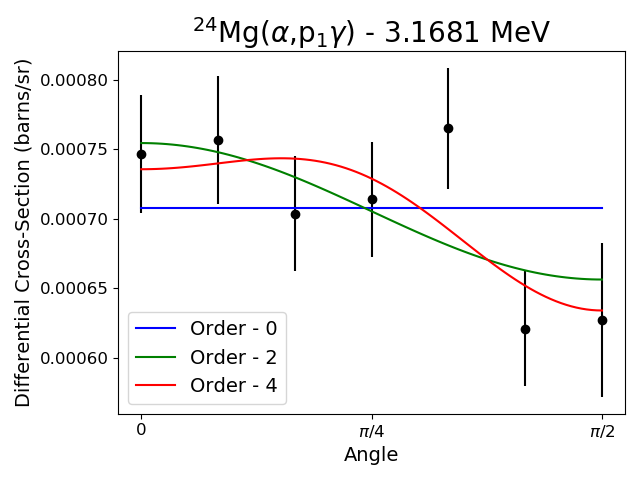 ²⁴Mg(α,p₁γ) - 3.1681 MeV
Differential Cross-Section (barns/sr)
0.00080
0.00075
0.00070
0.00065
0.00060
Order - 0
Order - 2
Order - 4
0 π/4 π/2
Angle